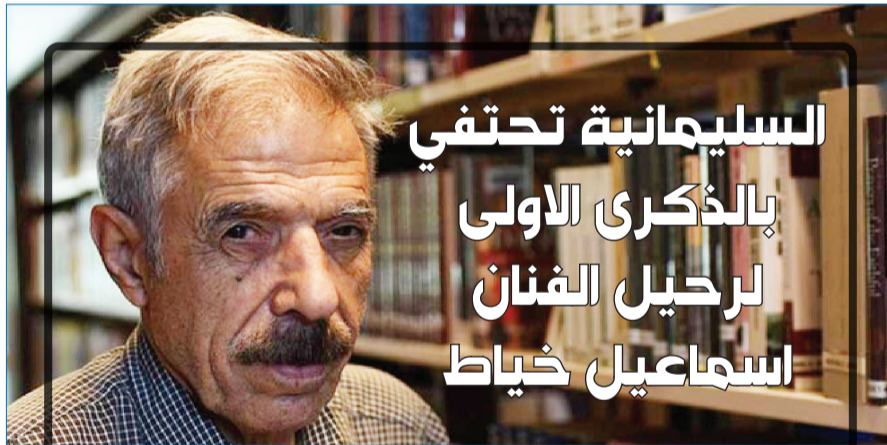 السليمانية تحتفي
بالذكرى الاولى
لرحيل الفنان
اسماعيل خياط